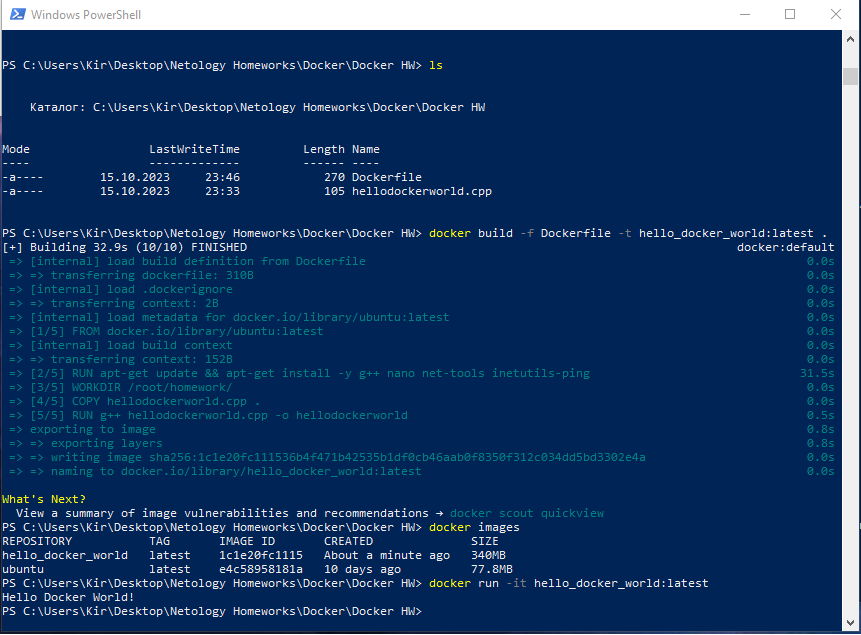 Windows PowerShell
PS C:\Users\Kir\Desktop\Netology Homeworks\Docker\Docker HW> ls
Каталог: C:\Users\Kir\Desktop\Netology Homeworks\Docker\Docker HW
Mode LastWriteTime Length Name
---- ------------- ------ ----
-a---- 15.10.2023 23:46 270 Dockerfile
-a---- 15.10.2023 23:33 105 hellodockerworld.cpp
PS C:\Users\Kir\Desktop\Netology Homeworks\Docker\Docker HW> docker build -f Dockerfile -t hello_docker_world:latest .
[+] Building 32.9s (10/10) FINISHED docker:default
=> [internal] load build definition from Dockerfile 0.0s
=> => transferring dockerfile: 310B 0.0s
=> [internal] load .dockerignore 0.0s
=> => transferring context: 2B 0.0s
=> [internal] load metadata for docker.io/library/ubuntu:latest 0.0s
=> [1/5] FROM docker.io/library/ubuntu:latest 0.0s
=> [internal] load build context 0.0s
=> => transferring context: 152B 0.0s
=> [2/5] RUN apt-get update && apt-get install -y g++ nano net-tools inetutils-ping 31.5s
=> [3/5] WORKDIR /root/homework/ 0.0s
=> [4/5] COPY hellodockerworld.cpp . 0.0s
=> [5/5] RUN g++ hellodockerworld.cpp -o hellodockerworld 0.5s
=> exporting to image 0.8s
=> => exporting layers 0.8s
=> => writing image sha256:1c1e20fc111536b4f471b42535b1df0cb46aab0f8350f312c034dd5bd3302e4a 0.0s
=> => naming to docker.io/library/hello_docker_world:latest 0.0s
What's Next?
View a summary of image vulnerabilities and recommendations → docker scout quickview
PS C:\Users\Kir\Desktop\Netology Homeworks\Docker\Docker HW> docker images
REPOSITORY TAG IMAGE ID CREATED SIZE
hello_docker_world latest 1c1e20fc1115 About a minute ago 340MB
ubuntu latest e4c58958181a 10 days ago 77.8MB
PS C:\Users\Kir\Desktop\Netology Homeworks\Docker\Docker HW> docker run -it hello_docker_world:latest
Hello Docker World!
PS C:\Users\Kir\Desktop\Netology Homeworks\Docker\Docker HW>